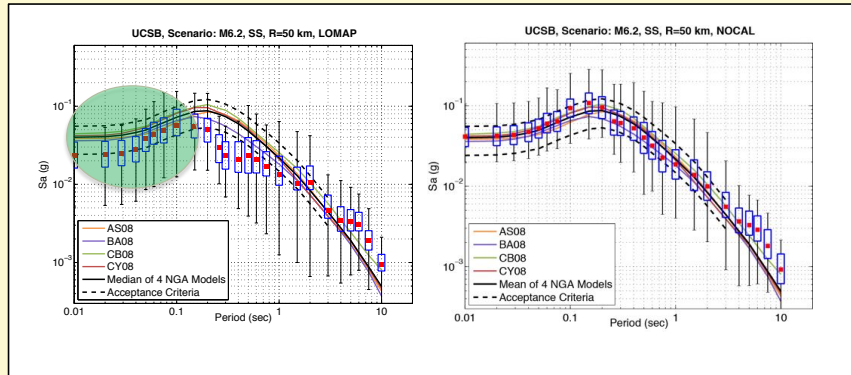 UCSB, Scenario: M6.2, SS, R=50 km, LOMAP
Sa (g)
10⁻¹
10⁻²
10⁻³
AS08
BA08
CB08
CY08
Median of 4 NGA Models
Acceptance Criteria
0.01
0.1
1
10
Period (sec)
UCSB, Scenario: M6.2, SS, R=50 km, NOCAL
Sa (g)
10⁻¹
10⁻²
10⁻³
AS08
BA08
CB08
CY08
Mean of 4 NGA Models
Acceptance Criteria
0.01
0.1
1
10
Period (sec)